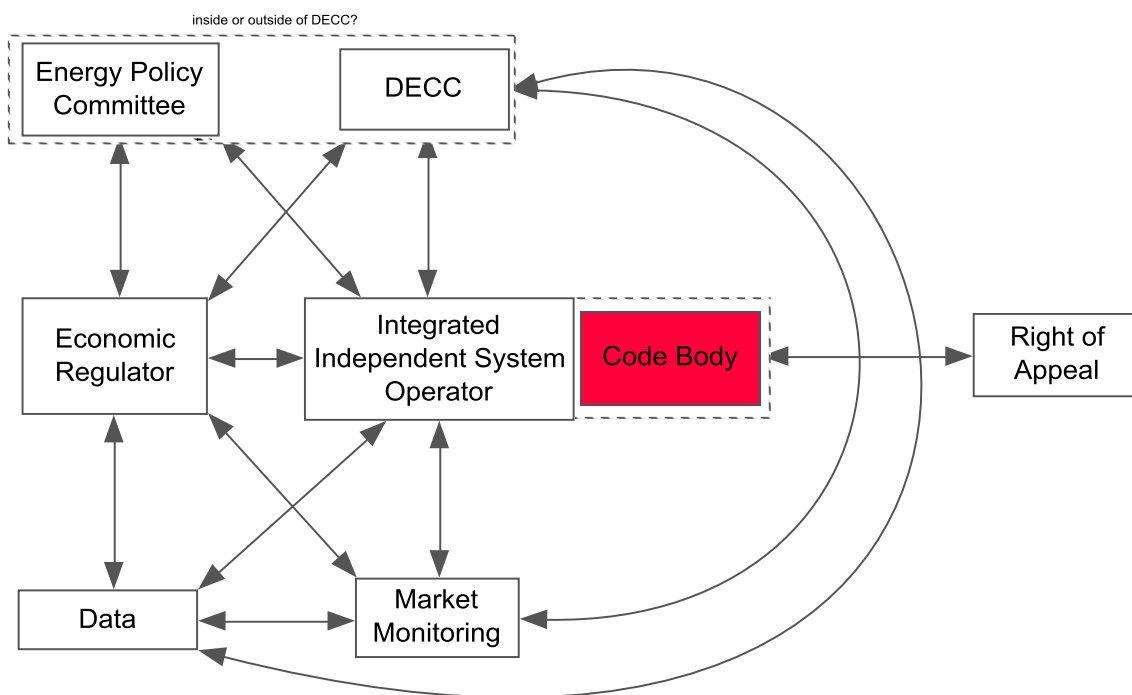 inside or outside of DECC?
Energy Policy
Committee
DECC
Economic
Regulator
Integrated
Independent System
Operator
Code Body
Right of
Appeal
Data
Market
Monitoring